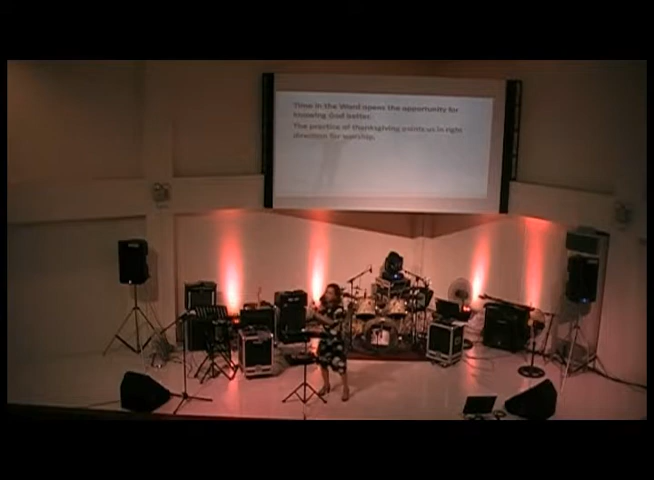 Time in the Word opens the opportunity for
knowing God better.
The practice of thanksgiving points us in right
direction for worship.